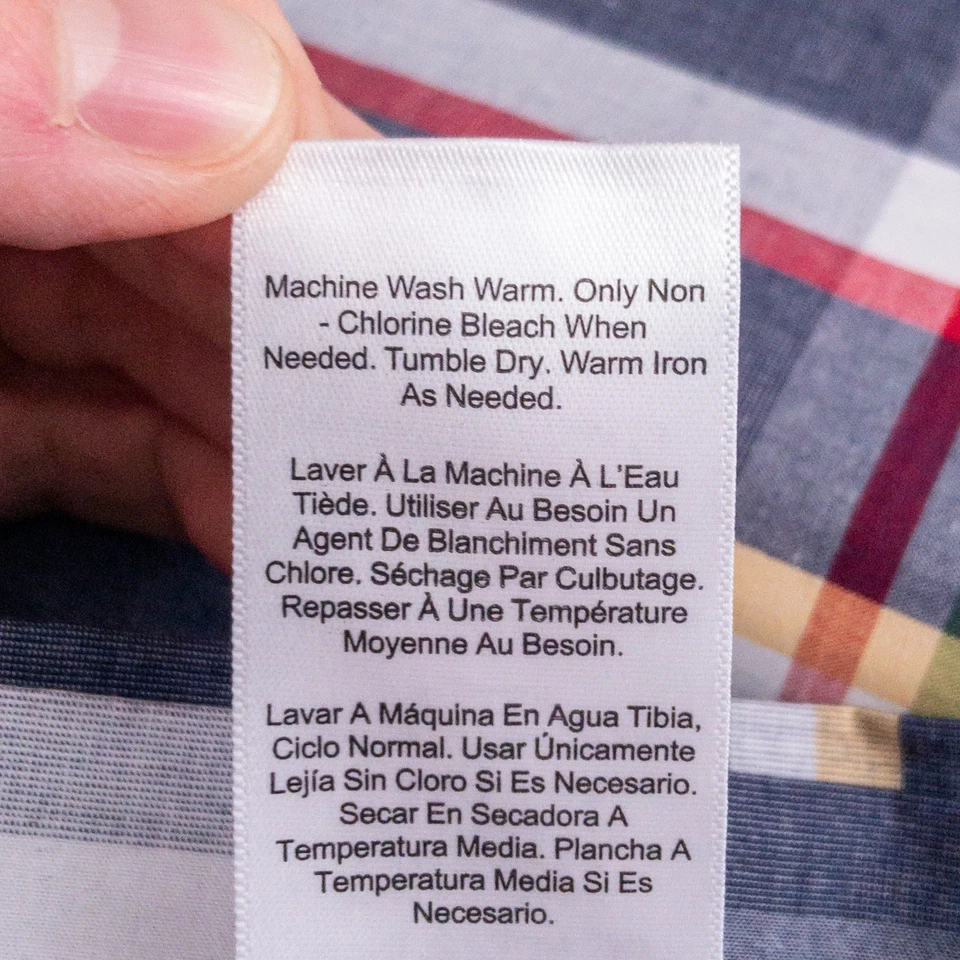 Machine Wash Warm. Only Non
- Chlorine Bleach When
Needed. Tumble Dry. Warm Iron
As Needed.
Laver À La Machine À L'Eau
Tiède. Utiliser Au Besoin Un
Agent De Blanchiment Sans
Chlore. Séchage Par Culbutage.
Repasser À Une Température
Moyenne Au Besoin.
Lavar A Máquina En Agua Tibia,
Ciclo Normal. Usar Únicamente
Lejía Sin Cloro Si Es Necesario.
Secar En Secadora A
Temperatura Media. Plancha A
Temperatura Media Si Es
Necesario.